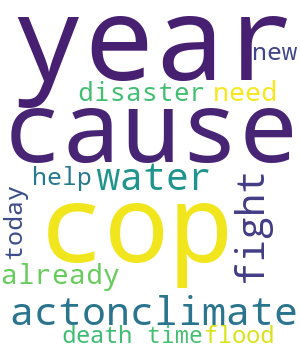 year
new
disaster need
cause
help water
today
fight
cop
already
actonclimate
death time flood